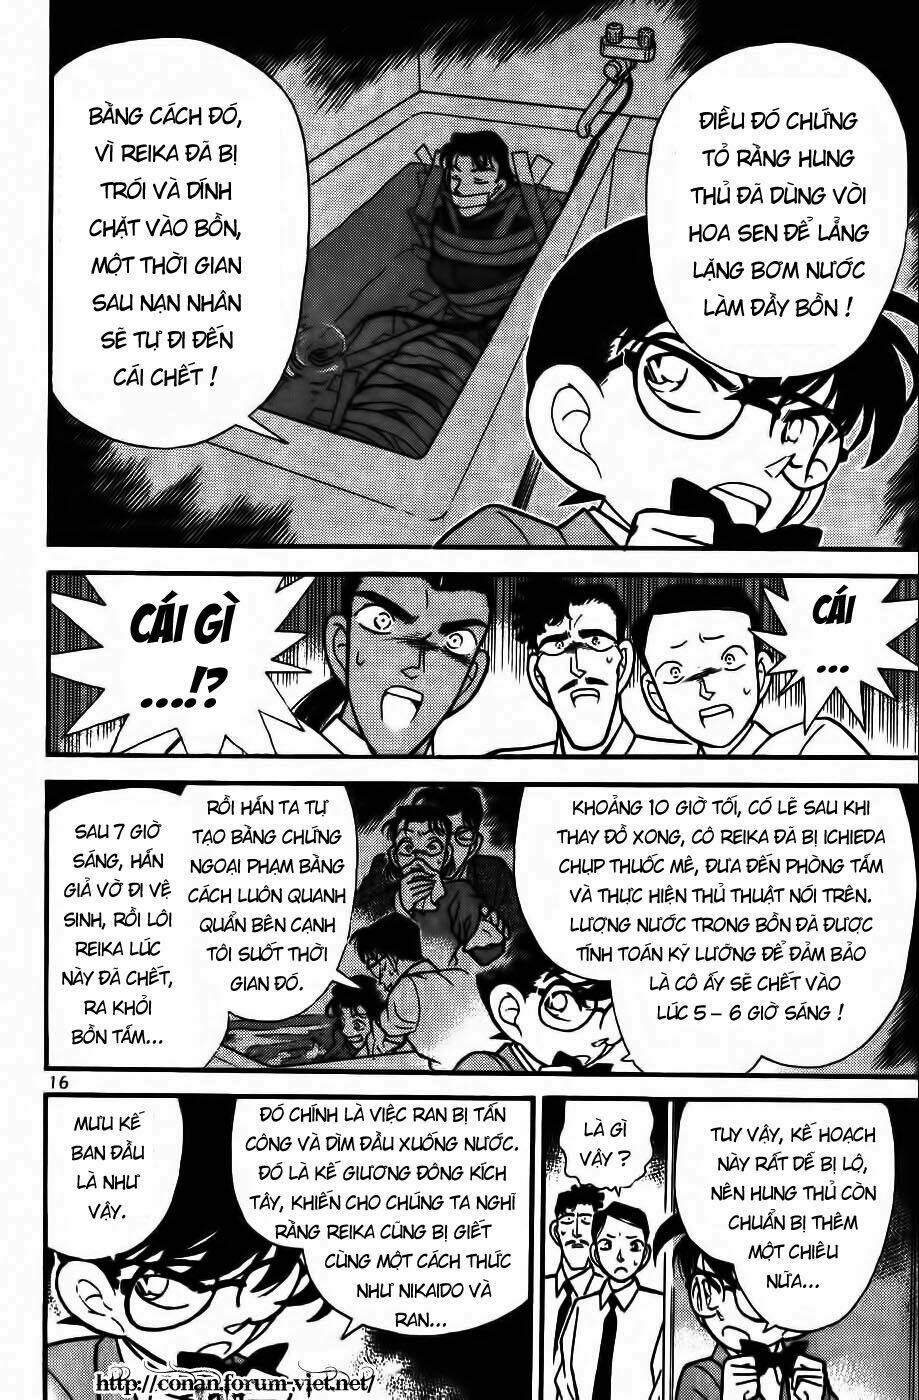 ĐIỀU ĐÓ CHỨNG
TỎ RẰNG HUNG
THỦ ĐÃ DÙNG VÒI
HOA SEN ĐỂ LẲNG
LẶNG BƠM NƯỚC
LÀM ĐẦY BỒN !
BẰNG CÁCH ĐÓ,
VÌ REIKA ĐÃ BỊ
TRÓI VÀ DÍNH
CHẶT VÀO BỒN,
MỘT THỜI GIAN
SAU NẠN NHÂN
SẼ TỰ ĐI ĐẾN
CÁI CHẾT !
CÁI
...
CÁI GÌ
....!?
KHOẢNG 10 GIỜ TỐI, CÓ LẼ SAU KHI
THAY ĐỒ XONG, CÔ REIKA ĐÃ BỊ ICHIEDA
CHỤP THUỐC MÊ, ĐƯA ĐẾN PHÒNG TẮM
VÀ THỰC HIỆN THỦ THUẬT NÓI TRÊN.
LƯỢNG NƯỚC TRONG BỒN ĐÃ ĐƯỢC
TÍNH TOÁN KỸ LƯỠNG ĐỂ ĐẢM BẢO
LÀ CÔ ẤY SẼ CHẾT VÀO
LÚC 5 - 6 GIỜ SÁNG !
RỒI HẮN TA TỰ
TẠO BẰNG CHỨNG
NGOẠI PHẠM BẰNG
CÁCH LUÔN QUANH
QUẨN BÊN CẠNH
TÔI SUỐT THỜI
GIAN ĐÓ.
SAU 7 GIỜ
SÁNG, HẮN
GIẢ VỜ ĐI VỆ
SINH, RỒI LÔI
REIKA LÚC
NÀY ĐÃ CHẾT,
RA KHỎI
BỒN TẮM...
16
TUY VẬY, KẾ HOẠCH
NÀY RẤT DỄ BỊ LỘ,
NÊN HUNG THỦ CÒN
CHUẨN BỊ THÊM
MỘT CHIÊU
NỮA...
LÀ GÌ
VẬY ?
ĐÓ CHÍNH LÀ VIỆC RAN BỊ TẤN
CÔNG VÀ DÌM ĐẦU XUỐNG NƯỚC.
ĐÓ LÀ KẾ GIƯƠNG ĐÔNG KÍCH
TÂY, KHIẾN CHO CHÚNG TA NGHĨ
RẰNG REIKA CŨNG BỊ GIẾT
CÙNG MỘT CÁCH THỨC
NHƯ NIKAIDO VÀ
RAN...
MƯU KẾ
BAN ĐẦU
LÀ NHƯ
VẬY.
http://conan.forum-viet.net/